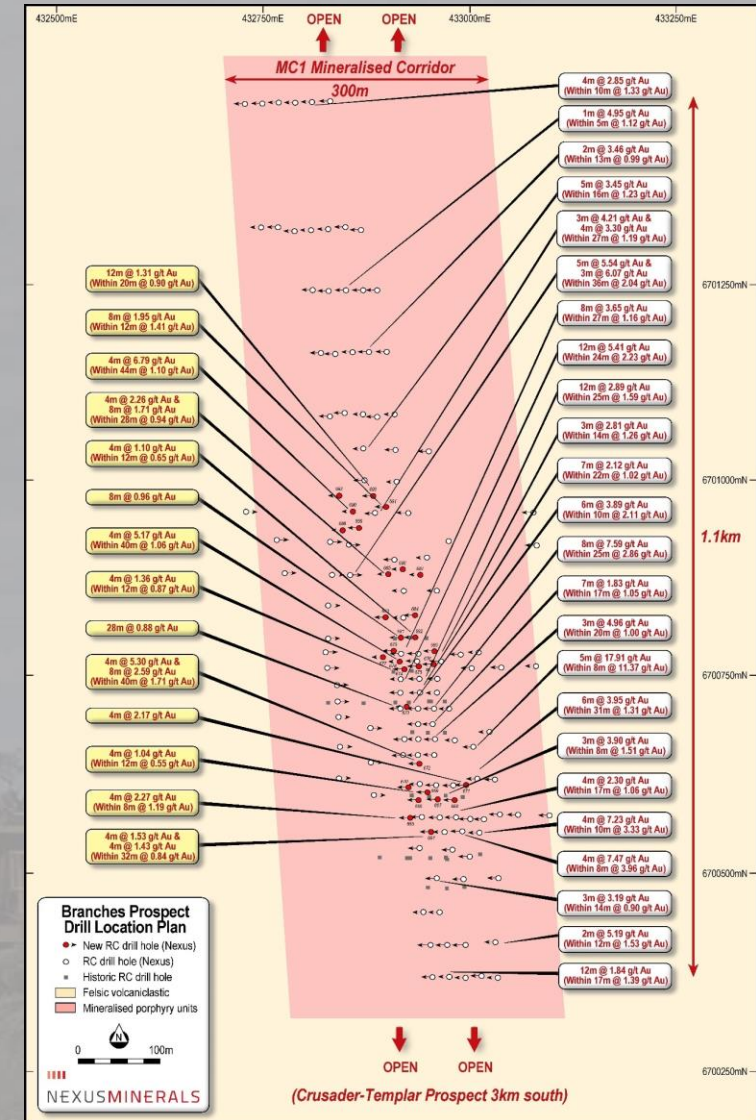 432500mE
432750mE
433000mE
433250mE
OPEN
OPEN
MC1 Mineralised Corridor
300m
4m @ 2.85 g/t Au
(Within 10m @ 1.33 g/t Au)
1m @ 4.95 g/t Au
(Within 5m @ 1.12 g/t Au)
2m @ 3.46 g/t Au
(Within 13m @ 0.99 g/t Au)
5m @ 3.45 g/t Au
(Within 16m @ 1.23 g/t Au)
3m @ 4.21 g/t Au &
4m @ 3.30 g/t Au
(Within 27m @ 1.19 g/t Au)
5m @ 5.54 g/t Au &
3m @ 6.07 g/t Au
(Within 36m @ 2.04 g/t Au)
8m @ 3.65 g/t Au
(Within 27m @ 1.16 g/t Au)
12m @ 5.41 g/t Au
(Within 24m @ 2.23 g/t Au)
12m @ 2.89 g/t Au
(Within 25m @ 1.59 g/t Au)
3m @ 2.81 g/t Au
(Within 14m @ 1.26 g/t Au)
7m @ 2.12 g/t Au
(Within 22m @ 1.02 g/t Au)
6m @ 3.89 g/t Au
(Within 10m @ 2.11 g/t Au)
8m @ 7.59 g/t Au
(Within 25m @ 2.86 g/t Au)
7m @ 1.83 g/t Au
(Within 17m @ 1.05 g/t Au)
3m @ 4.96 g/t Au
(Within 20m @ 1.00 g/t Au)
5m @ 17.91 g/t Au
(Within 8m @ 11.37 g/t Au)
6m @ 3.95 g/t Au
(Within 31m @ 1.31 g/t Au)
3m @ 3.90 g/t Au
(Within 8m @ 1.51 g/t Au)
4m @ 2.30 g/t Au
(Within 17m @ 1.06 g/t Au)
4m @ 7.23 g/t Au
(Within 10m @ 3.33 g/t Au)
4m @ 7.47 g/t Au
(Within 8m @ 3.96 g/t Au)
3m @ 3.19 g/t Au
(Within 14m @ 0.90 g/t Au)
2m @ 5.19 g/t Au
(Within 12m @ 1.53 g/t Au)
12m @ 1.84 g/t Au
(Within 17m @ 1.39 g/t Au)
12m @ 1.31 g/t Au
(Within 20m @ 0.90 g/t Au)
8m @ 1.95 g/t Au
(Within 12m @ 1.41 g/t Au)
4m @ 6.79 g/t Au
(Within 44m @ 1.10 g/t Au)
4m @ 2.26 g/t Au &
8m @ 1.71 g/t Au
(Within 28m @ 0.94 g/t Au)
4m @ 1.10 g/t Au
(Within 12m @ 0.65 g/t Au)
8m @ 0.96 g/t Au
4m @ 5.17 g/t Au
(Within 40m @ 1.06 g/t Au)
4m @ 1.36 g/t Au
(Within 12m @ 0.87 g/t Au)
28m @ 0.88 g/t Au
4m @ 5.30 g/t Au &
8m @ 2.59 g/t Au
(Within 40m @ 1.71 g/t Au)
4m @ 2.17 g/t Au
4m @ 1.04 g/t Au
(Within 12m @ 0.55 g/t Au)
4m @ 2.27 g/t Au
(Within 8m @ 1.19 g/t Au)
4m @ 1.53 g/t Au &
4m @ 1.43 g/t Au
(Within 32m @ 0.84 g/t Au)
6701250mN
6701000mN
1.1km
6700750mN
6700500mN
6700250mN
Branches Prospect
Drill Location Plan
New RC drill hole (Nexus)
RC drill hole (Nexus)
Historic RC drill hole
Felsic volcaniclastic
Mineralised porphyry units
N
0
100m
NEXUSMINERALS
OPEN
OPEN
(Crusader-Templar Prospect 3km south)